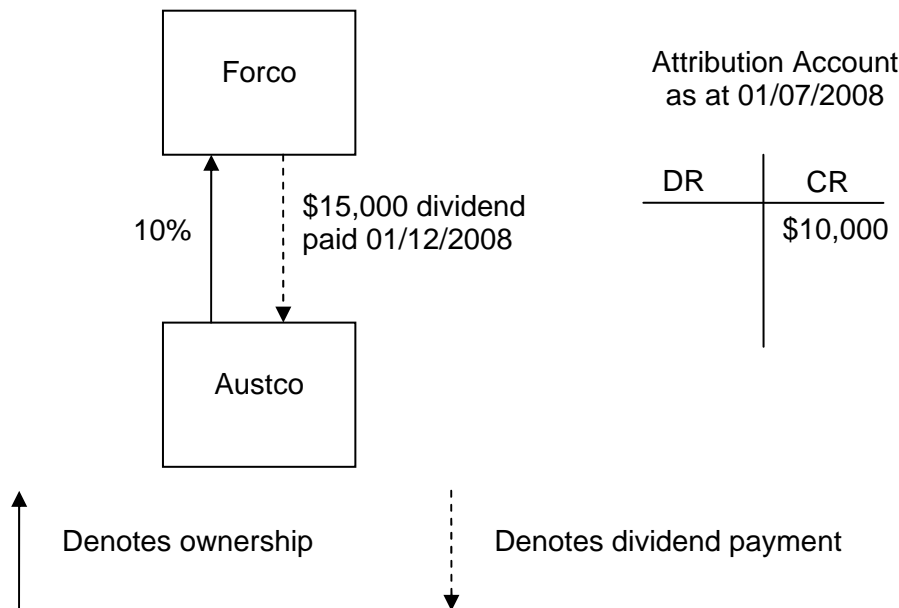 Forco
Attribution Account
as at 01/07/2008
DR
CR
$10,000
10%
$15,000 dividend
paid 01/12/2008
Austco
Denotes ownership
Denotes dividend payment